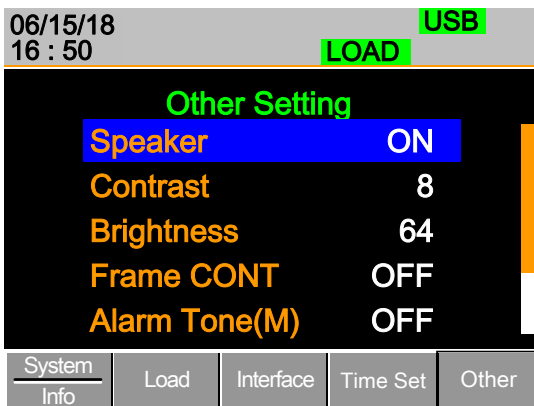 06/15/18 USB
16 : 50 LOAD
Other Setting
Speaker ON
Contrast 8
Brightness 64
Frame CONT OFF
Alarm Tone(M) OFF
System Info Load Interface Time Set Other